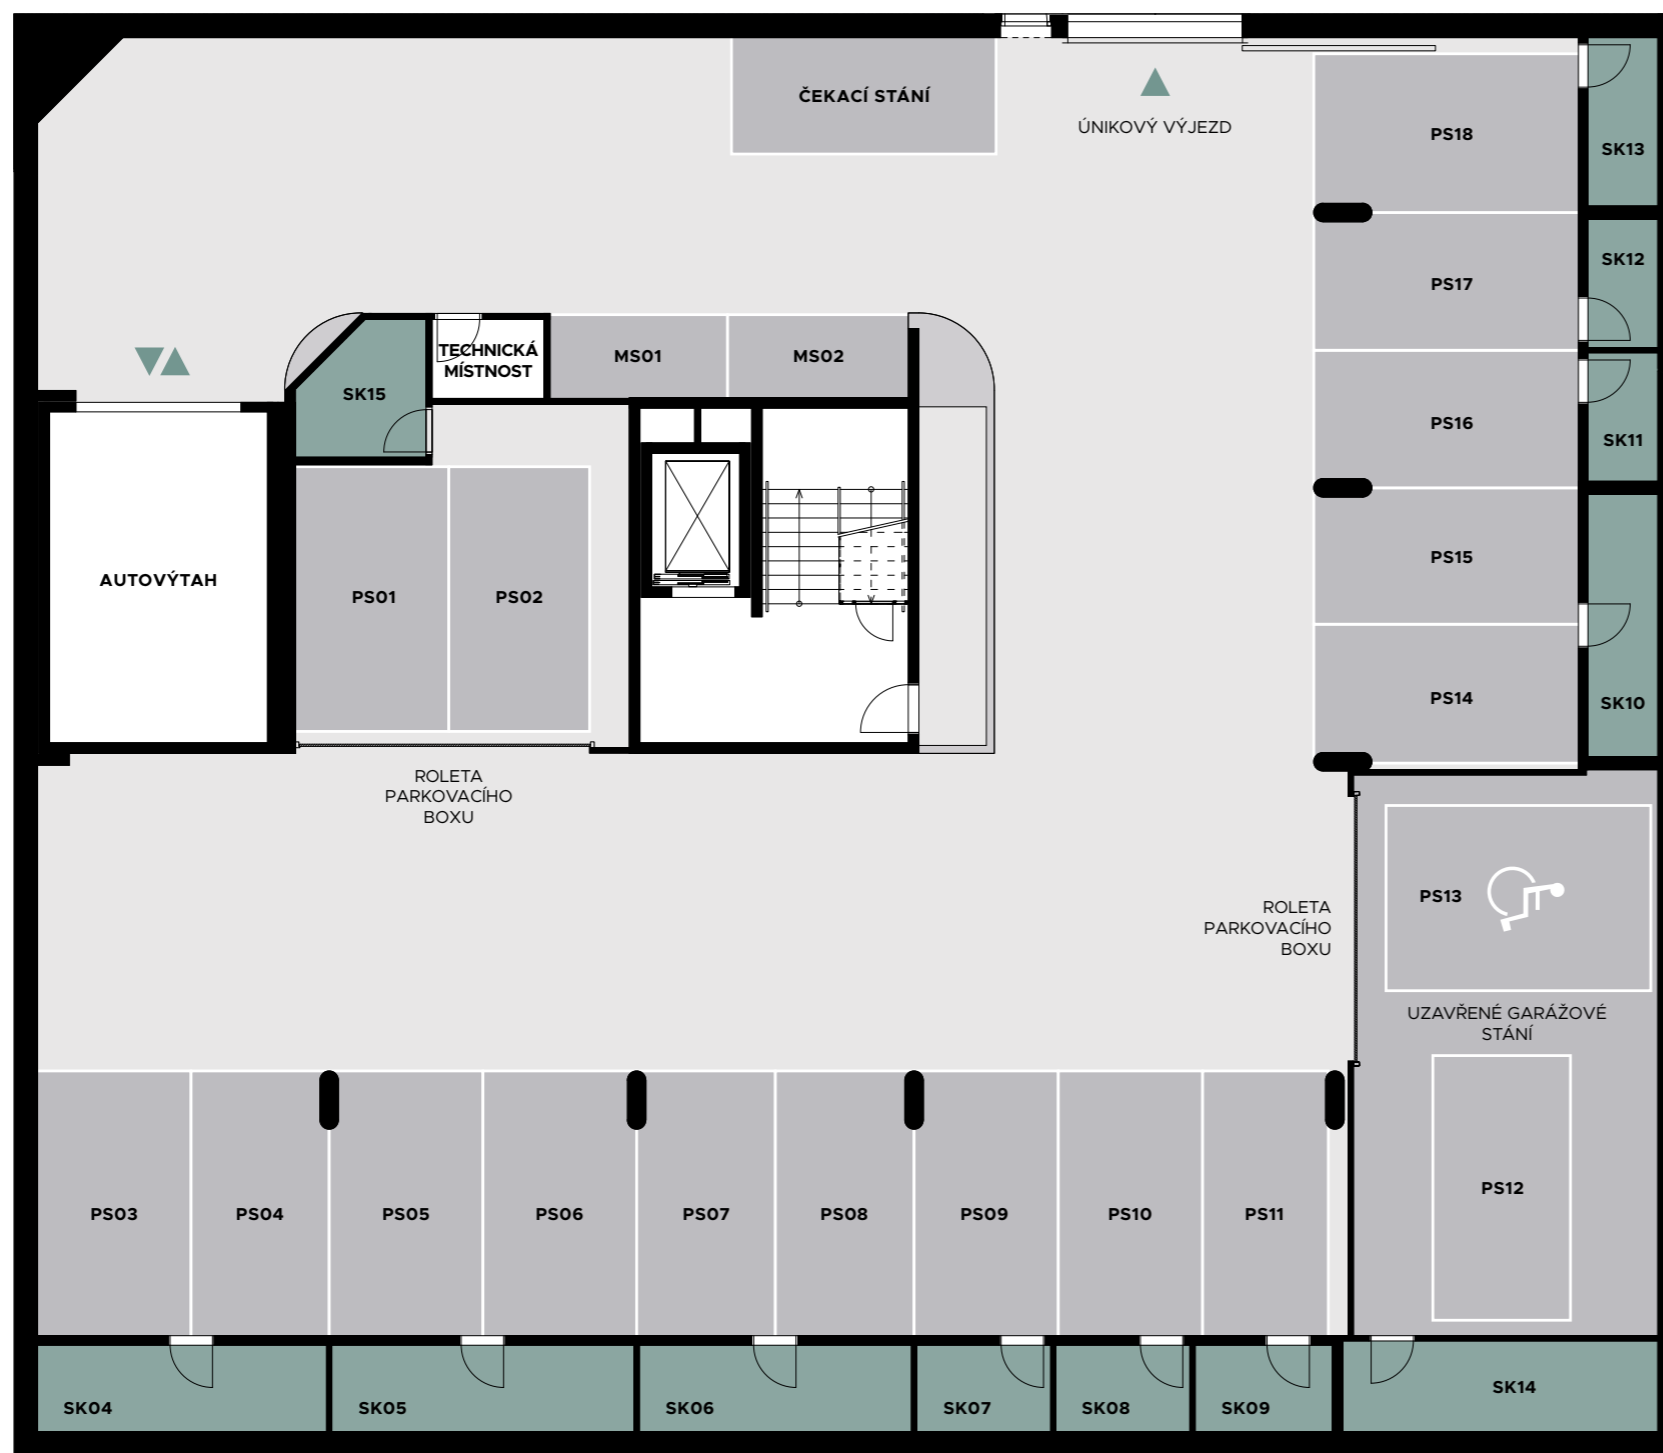 ČEKACÍ STÁNÍ
ÚNIKOVÝ VÝJEZD
PS18
SK13
PS17
SK12
TECHNICKÁ
MÍSTNOST
MS01
MS02
SK15
PS16
SK11
AUTOVÝTAH
PS01
PS02
PS15
PS14
SK10
ROLETA
PARKOVACÍHO
BOXU
PS13
ROLETA
PARKOVACÍHO
BOXU
UZAVŘENÉ GARÁŽOVÉ
STÁNÍ
PS12
PS03
PS04
PS05
PS06
PS07
PS08
PS09
PS10
PS11
SK04
SK05
SK06
SK07
SK08
SK09
SK14